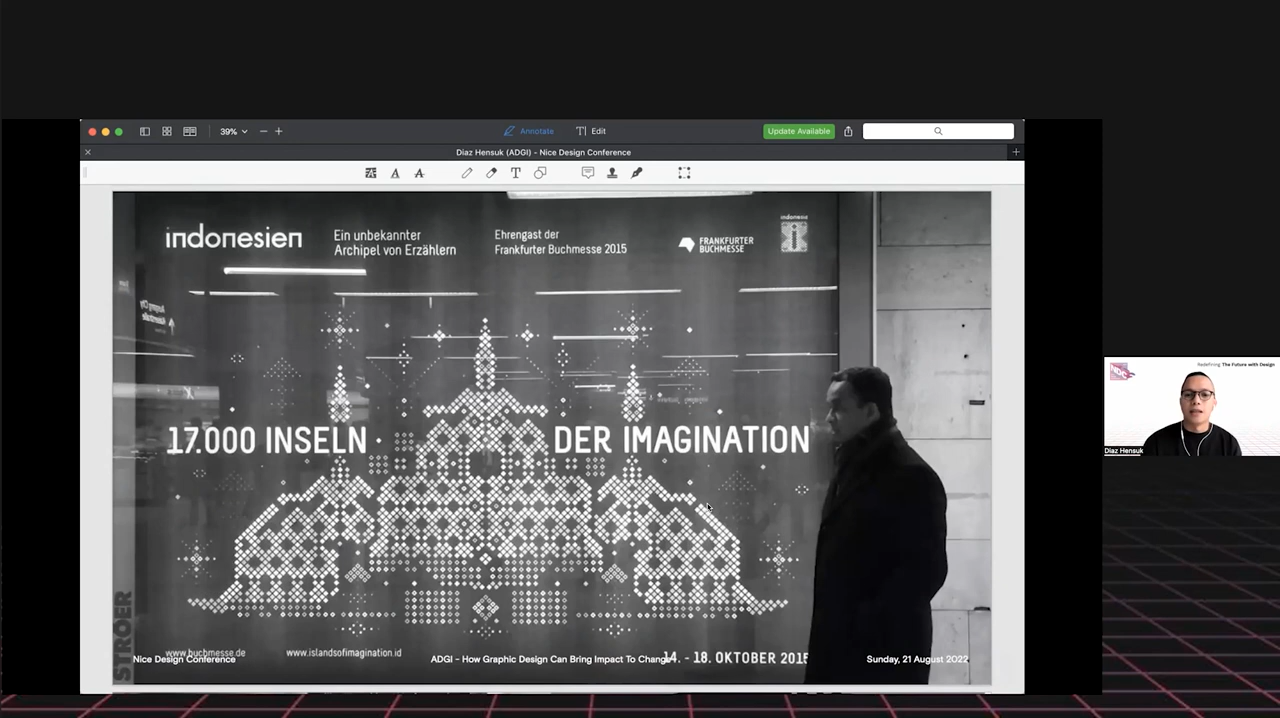 39%
Annotate
Edit
Update Available
Diaz Hensuk (ADGI) - Nice Design Conference
indonesien
Ein unbekannter
Archipel von Erzählern
Ehrengast der
Frankfurter Buchmesse 2015
FRANKFURTER
BUCHMESSE
indonesia
17.000 INSELN
DER IMAGINATION
STRÖER
www.buchmesse.de
www.islandsofimagination.id
14. - 18. OKTOBER 2015
Nice Design Conference
ADGI - How Graphic Design Can Bring Impact To Change
Sunday, 21 August 2022
NDC
Redefining The Future with Design
Diaz Hensuk